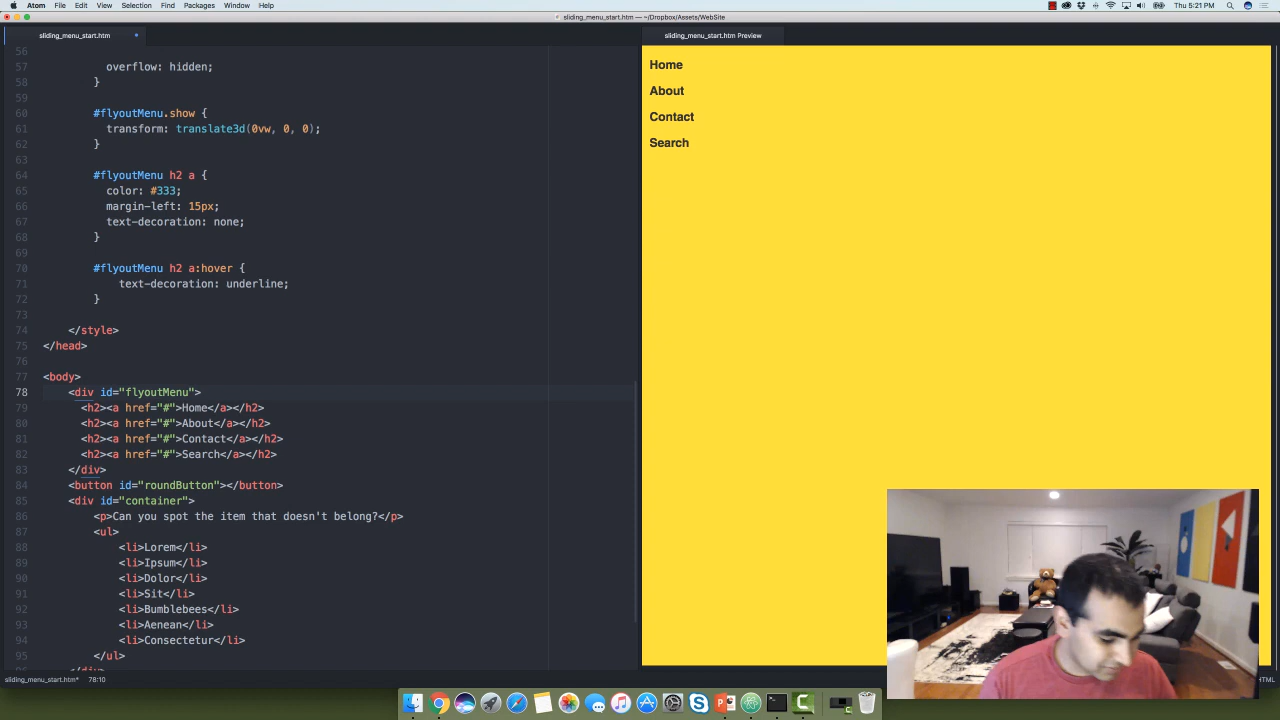 Atom File Edit View Selection Find Packages Window Help
Thu 5:21 PM
sliding_menu_start.htm — ~/Dropbox/Assets/WebSite
sliding_menu_start.htm
sliding_menu_start.htm Preview
56
57 overflow: hidden;
58 }
59
60 #flyoutMenu.show {
61 transform: translate3d(0vw, 0, 0);
62 }
63
64 #flyoutMenu h2 a {
65 color: #333;
66 margin-left: 15px;
67 text-decoration: none;
68 }
69
70 #flyoutMenu h2 a:hover {
71 text-decoration: underline;
72 }
73
74 </style>
75 </head>
76
77 <body>
78 <div id="flyoutMenu">
79 <h2><a href="#">Home</a></h2>
80 <h2><a href="#">About</a></h2>
81 <h2><a href="#">Contact</a></h2>
82 <h2><a href="#">Search</a></h2>
83 </div>
84 <button id="roundButton"></button>
85 <div id="container">
86 <p>Can you spot the item that doesn't belong?</p>
87 <ul>
88 <li>Lorem</li>
89 <li>Ipsum</li>
90 <li>Dolor</li>
91 <li>Sit</li>
92 <li>Bumblebees</li>
93 <li>Aenean</li>
94 <li>Consectetur</li>
95 </ul>
Home
About
Contact
Search
sliding_menu_start.htm* 78:10
HTML